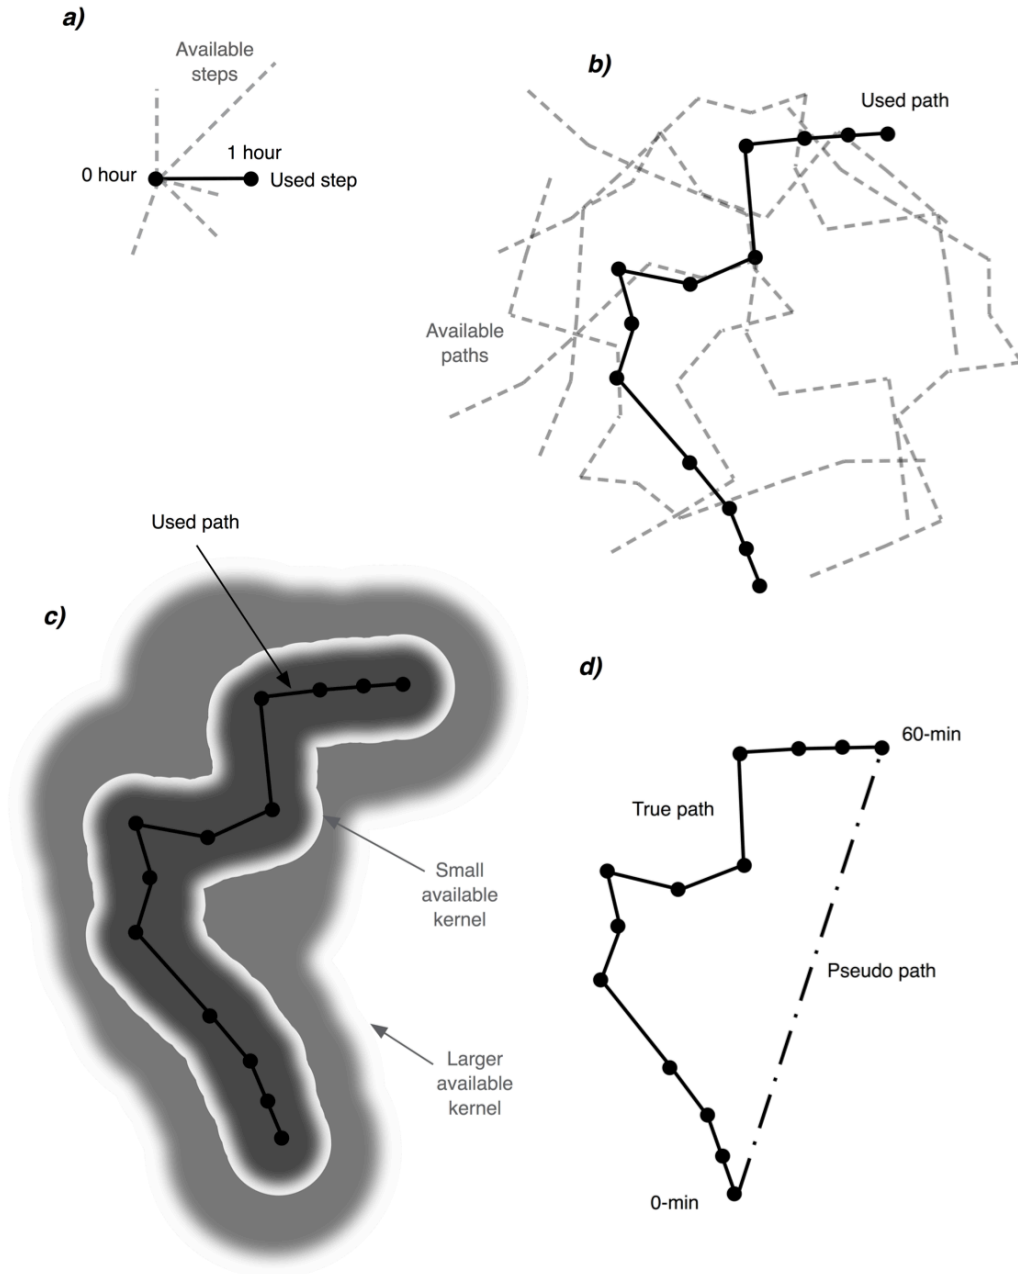 a)
Available
steps
1 hour
0 hour
Used step
b)
Used path
Available
paths
Used path
c)
Small
available
kernel
Larger
available
kernel
d)
60-min
True path
Pseudo path
0-min